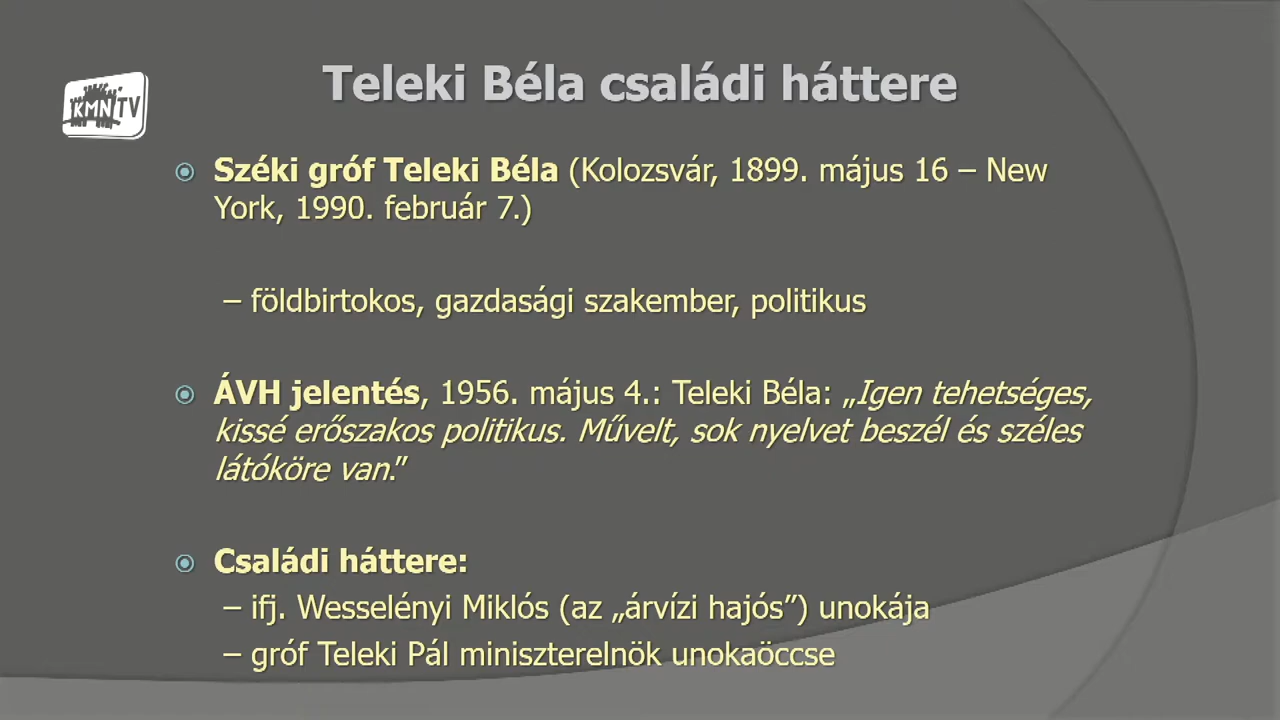 Teleki Béla családi háttere
KMN TV
Széki gróf Teleki Béla (Kolozsvár, 1899. május 16 – New
York, 1990. február 7.)
– földbirtokos, gazdasági szakember, politikus
ÁVH jelentés, 1956. május 4.: Teleki Béla: „Igen tehetséges,
kissé erőszakos politikus. Művelt, sok nyelvet beszél és széles
látóköre van.”
Családi háttere:
– ifj. Wesselényi Miklós (az „árvízi hajós”) unokája
– gróf Teleki Pál miniszterelnök unokaöccse